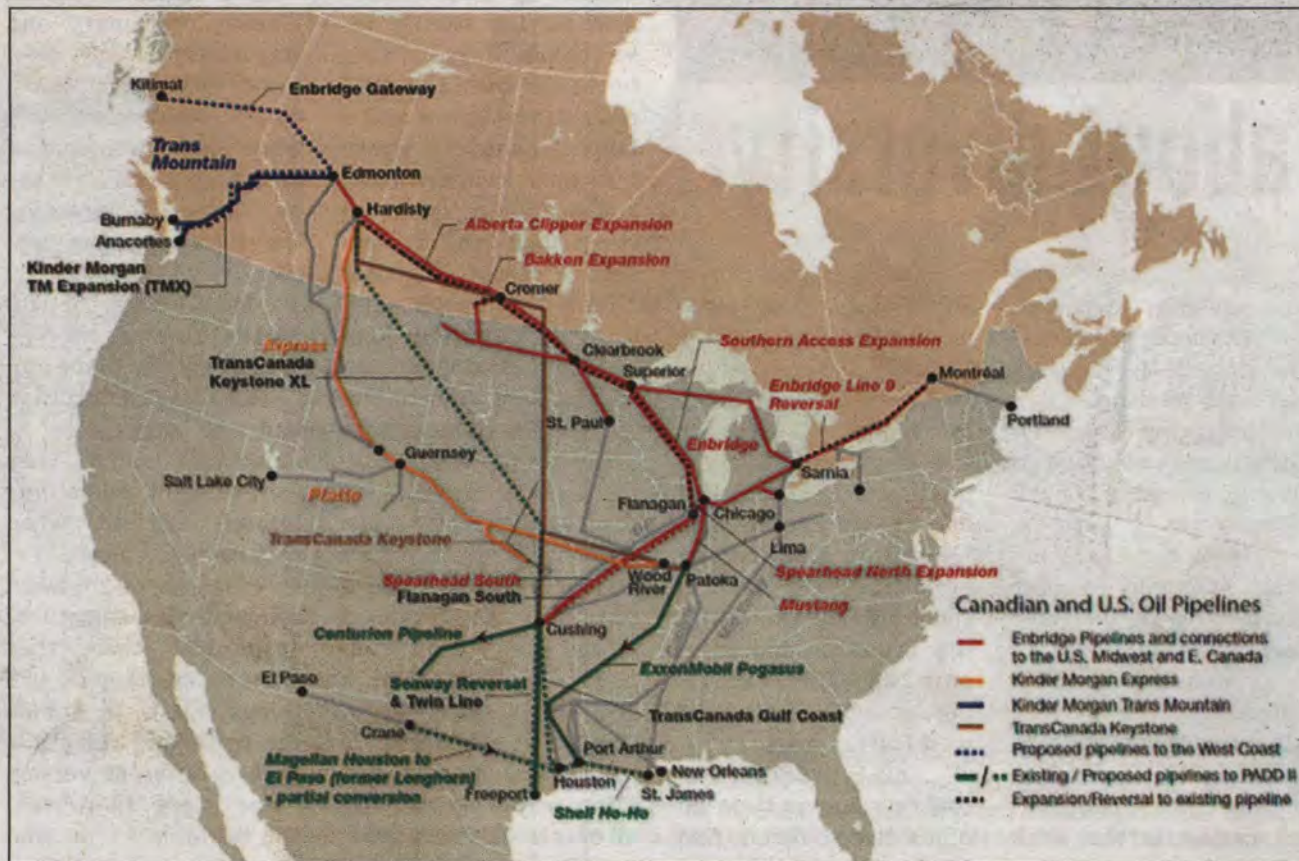 Kitimat
Enbridge Gateway
Trans
Mountain
Edmonton
Hardisty
Burnaby
Anacortes
Alberta Clipper Expansion
Bakken Expansion
Kinder Morgan
TM Expansion (TMX)
Cromer
Southern Access Expansion
Express
TransCanada
Keystone XL
Clearbrook
Superior
Enbridge Line 9
Reversal
Montréal
Portland
St. Paul
Enbridge
Guernsey
Sarnia
Salt Lake City
Platte
Flanagan
Chicago
Lima
TransCanada Keystone
Spearhead South
Flanagan South
Wood
River
Patoka
Spearhead North Expansion
Mustang
Cushing
Centurion Pipeline
ExxonMobil Pogasus
El Paso
Seaway Reversal
& Twin Line
TransCanada Gulf Coast
Crane
Magellan Houston to
El Paso (former Longhorn)
- partial conversion
Port Arthur
Houston
New Orleans
St. James
Freeport
Shell Ho-Ho
Canadian and U.S. Oil Pipelines
Enbridge Pipelines and connections
to the U.S. Midwest and E. Canada
Kinder Morgan Express
Kinder Morgan Trans Mountain
TransCanada Keystone
Proposed pipelines to the West Coast
Existing / Proposed pipelines to PADD II
Expansion/Reversal to existing pipeline